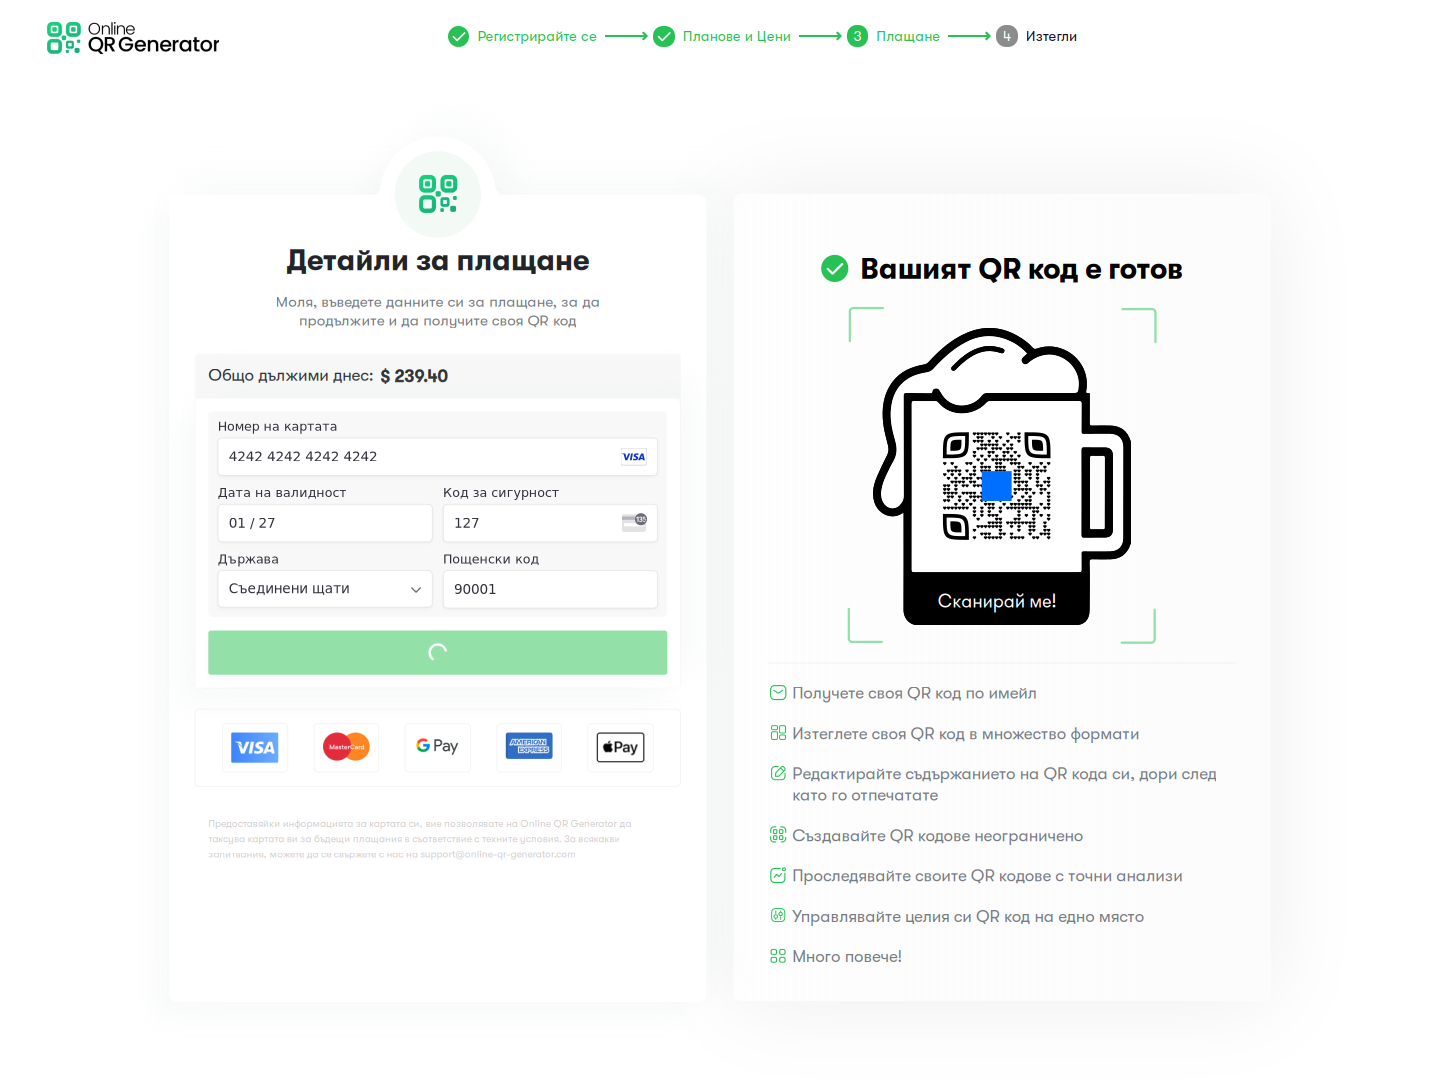 Online
QR Generator
Регистрирайте се
Планове и Цени
3 Плащане
4 Изтегли
Детайли за плащане
Моля, въведете данните си за плащане, за да
продължите и да получите своя QR код
Общо дължими днес: $ 239.40
Номер на картата
4242 4242 4242 4242
VISA
Дата на валидност
Код за сигурност
01 / 27
127
135
Държава
Пощенски код
Съединени щати
90001
VISA
MasterCard
G Pay
AMERICAN EXPRESS
Pay
Предоставяйки информацията за картата си, вие позволявате на Online QR Generator да
таксува картата ви за бъдещи плащания в съответствие с техните условия. За всякакви
запитвания, можете да се свържете с нас на support@online-qr-generator.com
Вашият QR код е готов
Сканирай ме!
Получете своя QR код по имейл
Изтеглете своя QR код в множество формати
Редактирайте съдържанието на QR кода си, дори след
като го отпечатате
Създавайте QR кодове неограничено
Проследявайте своите QR кодове с точни анализи
Управлявайте целия си QR код на едно място
Много повече!